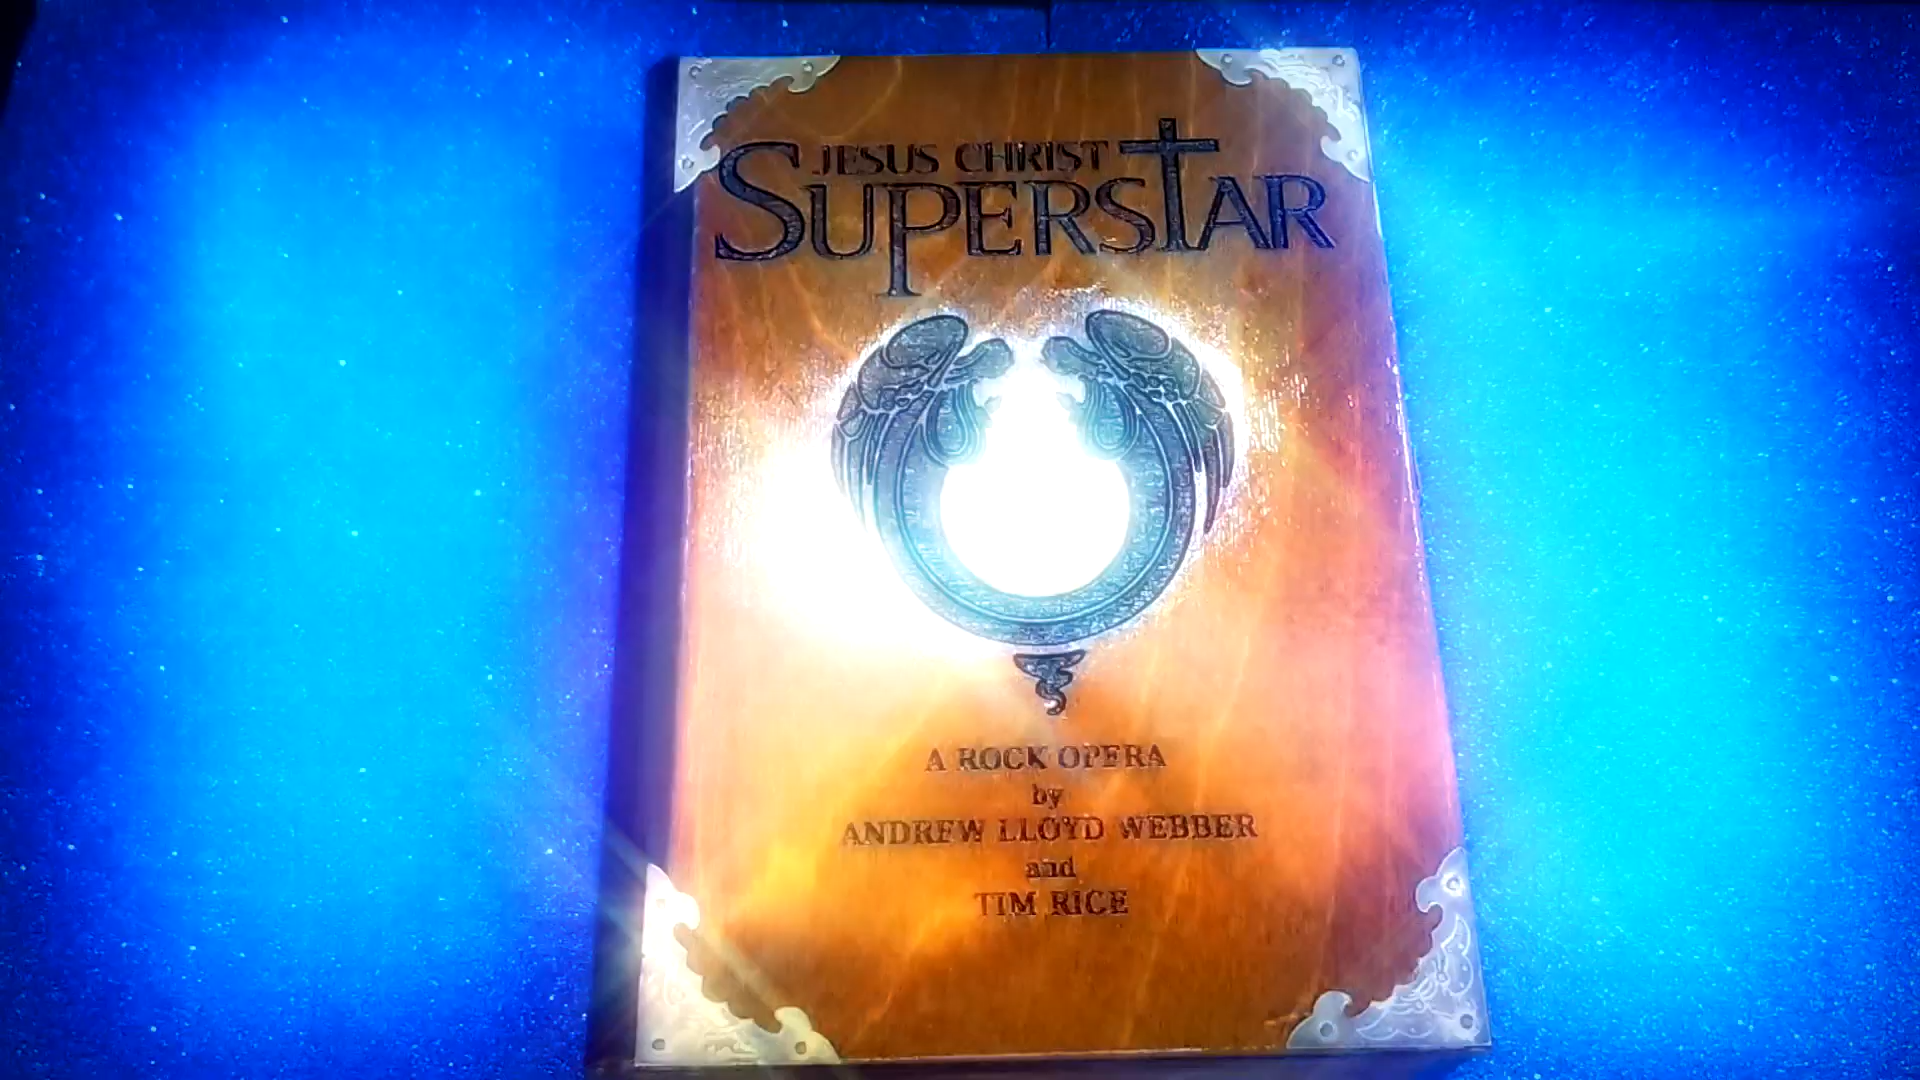 JESUS CHRIST
SUPERSTAR
A ROCK OPERA
by
ANDREW LLOYD WEBBER
and
TIM RICE